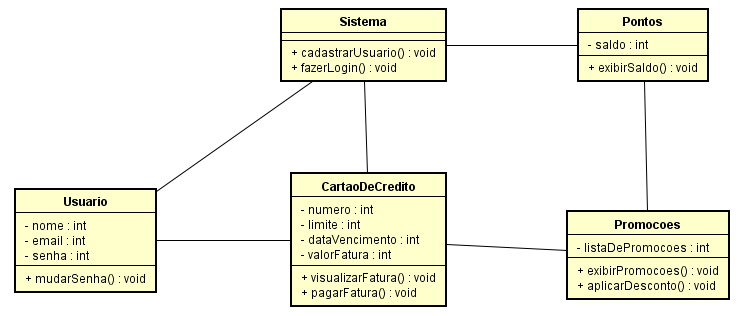 Sistema
+ cadastrarUsuario() : void
+ fazerLogin() : void
Pontos
- saldo : int
+ exibirSaldo() : void
Usuario
- nome : int
- email : int
- senha : int
+ mudarSenha() : void
CartaoDeCredito
- numero : int
- limite : int
- dataVencimento : int
- valorFatura : int
+ visualizarFatura() : void
+ pagarFatura() : void
Promocoes
- listaDePromocoes : int
+ exibirPromocoes() : void
+ aplicarDesconto() : void